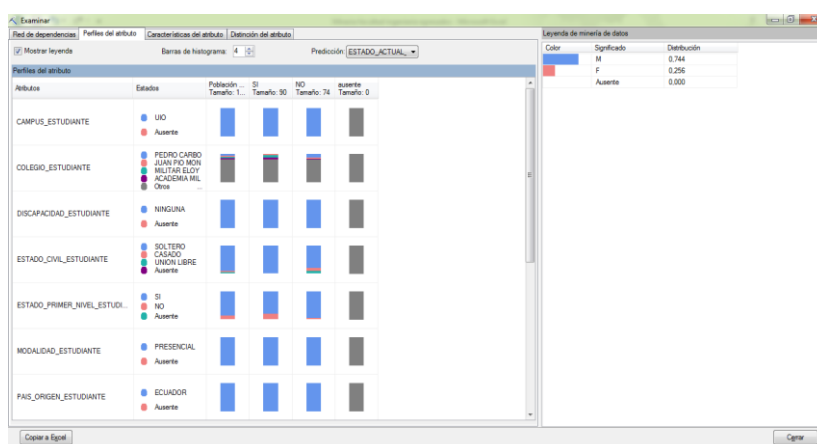 Examinar
Red de dependencias Perfiles del atributo Características del atributo Distinción del atributo
Mostrar leyenda Barras de histograma: 4 Predicción ESTADO_ACTUAL_
Perfiles del atributo
Atributos Estados Población ... Tamaño: 1... SI Tamaño: 90 NO Tamaño: 74 ausente Tamaño: 0
CAMPUS_ESTUDIANTE
UIO
Ausente
COLEGIO_ESTUDIANTE
PEDRO CARBO
JUAN PIO MON
MILITAR ELOY
ACADEMIA MIL
Otros ...
DISCAPACIDAD_ESTUDIANTE
NINGUNA
Ausente
ESTADO_CIVIL_ESTUDIANTE
SOLTERO
CASADO
UNION LIBRE
Ausente
ESTADO_PRIMER_NIVEL_ESTUDI...
SI
NO
Ausente
MODALIDAD_ESTUDIANTE
PRESENCIAL
Ausente
PAIS_ORIGEN_ESTUDIANTE
ECUADOR
Ausente
Copiar a Excel
Leyenda de minería de datos
Color Significado Distribución
M 0,744
F 0,256
Ausente 0,000
Cerrar